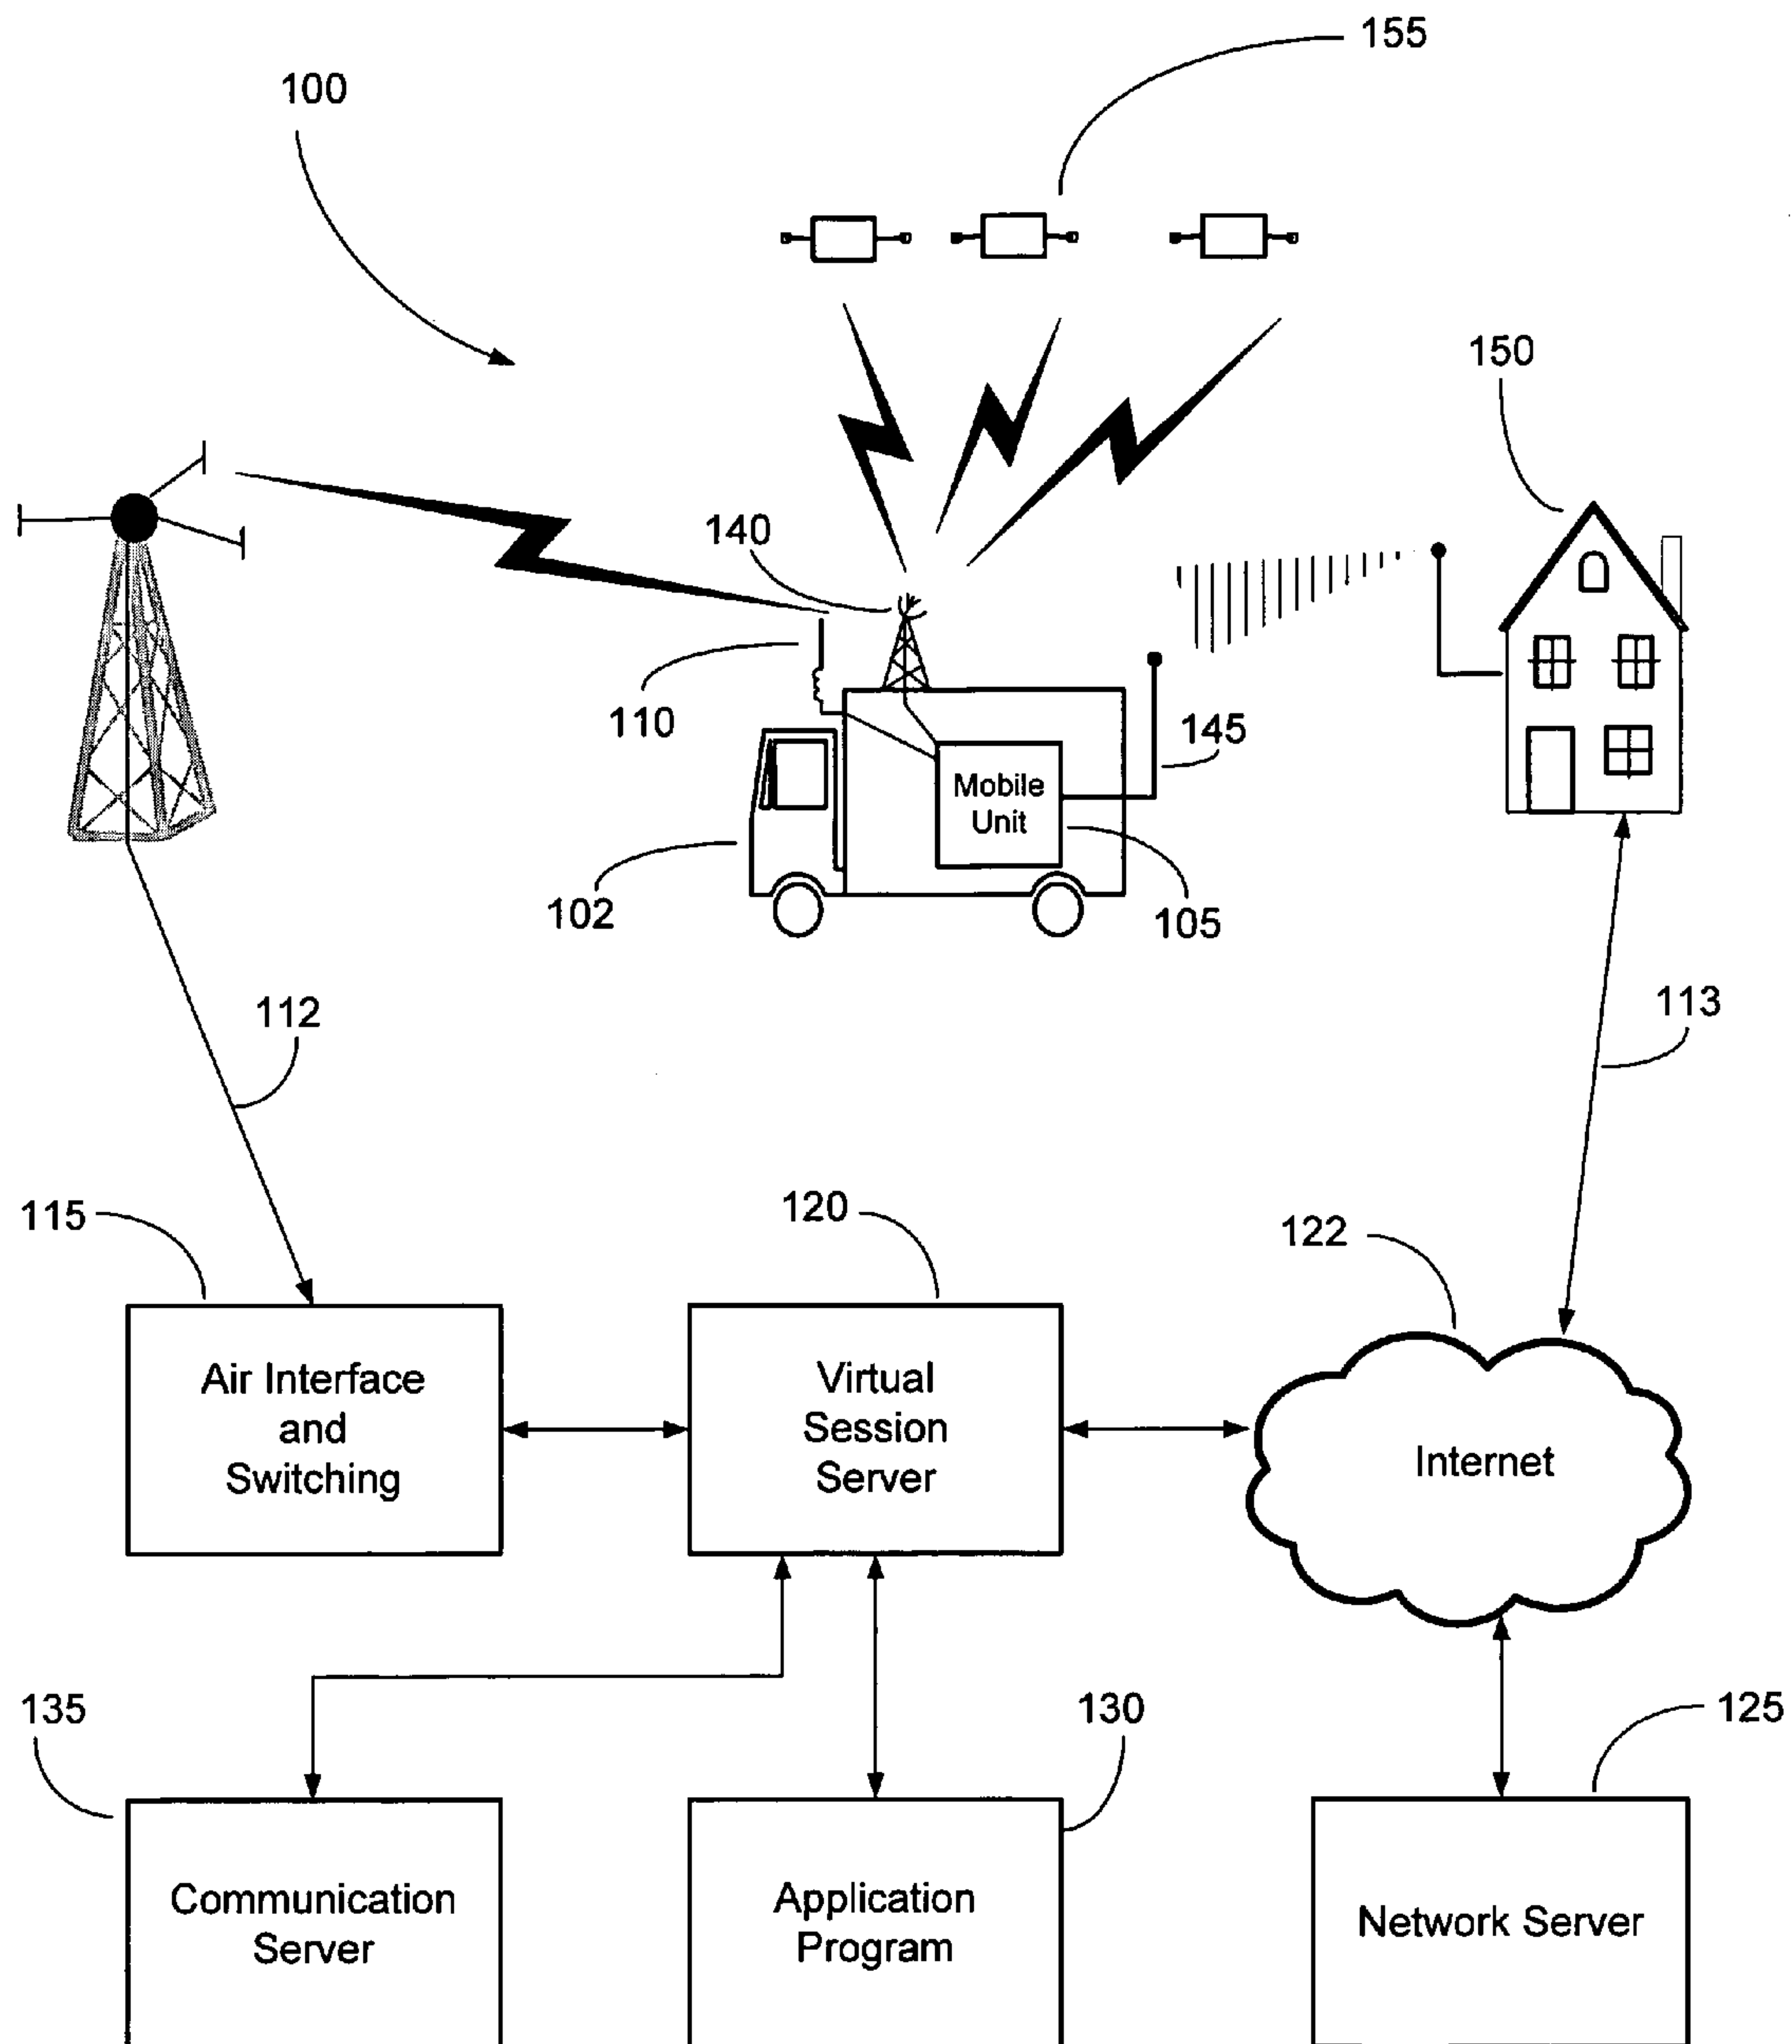 155
100
150
140
110
145
Mobile
Unit
102
105
112
113
115
120
122
Air Interface
and
Switching
Virtual
Session
Server
Internet
135
130
125
Communication
Server
Application
Program
Network Server